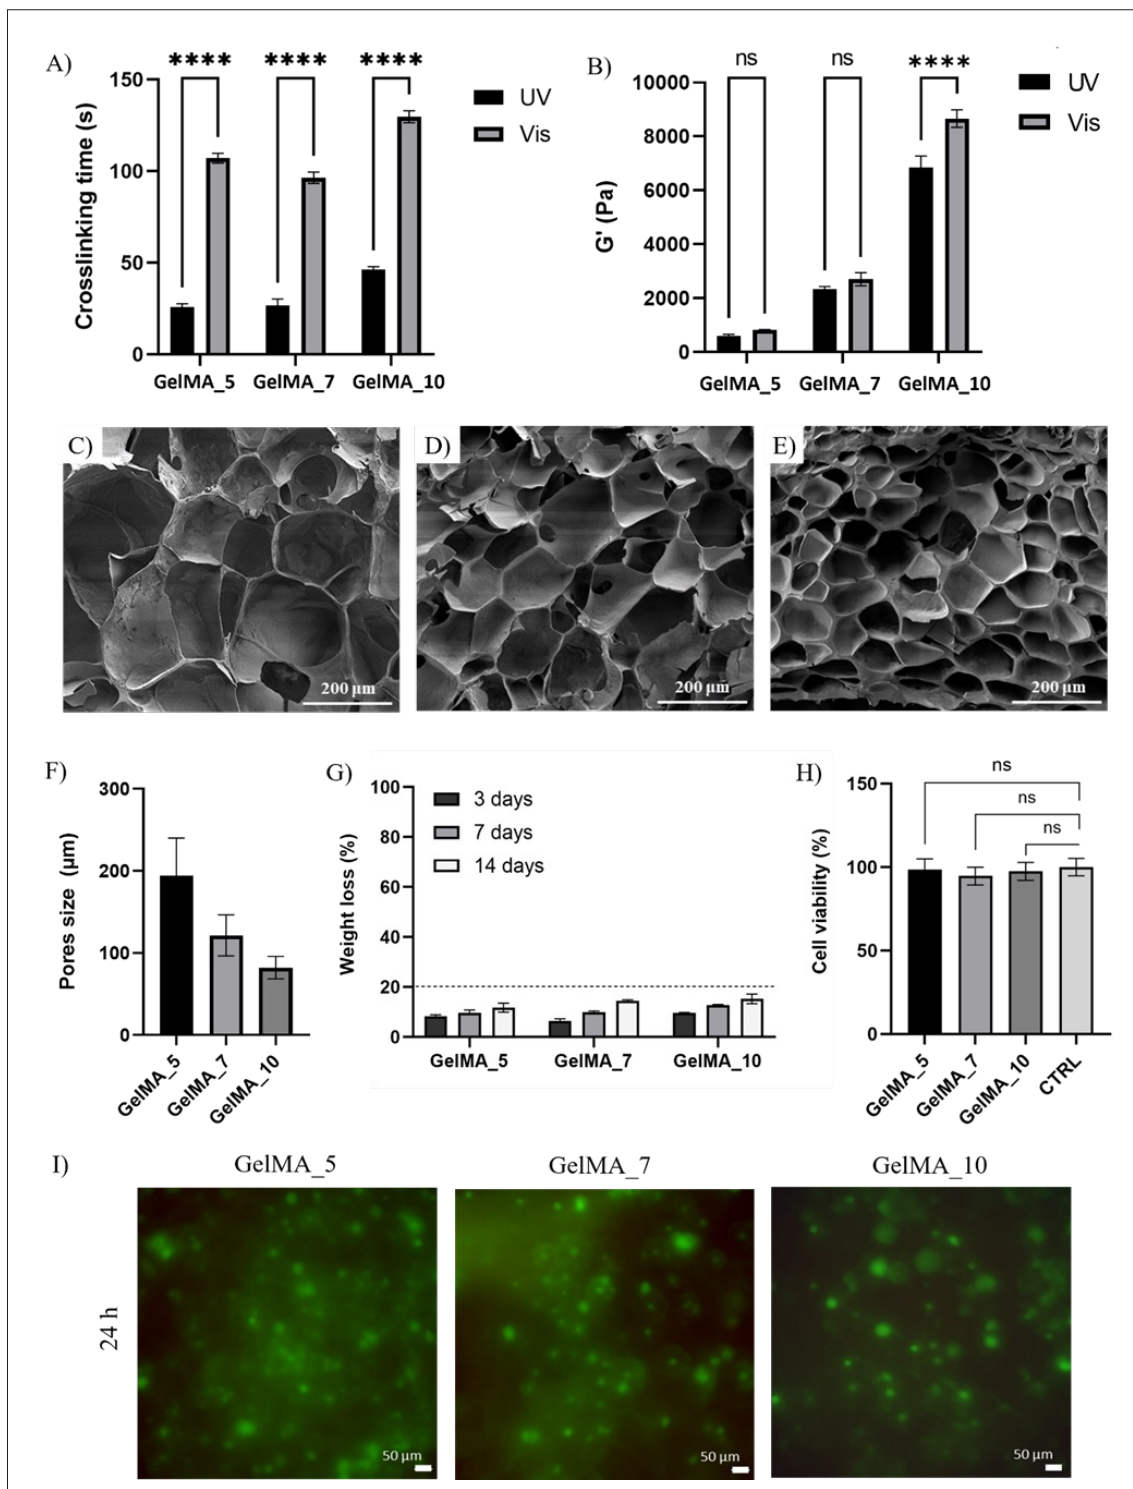 A)
**** **** ****
150
100
50
0
Crosslinking time (s)
UV
Vis
GelMA_5 GelMA_7 GelMA_10
B)
ns ns ****
10000
8000
6000
4000
2000
0
G' (Pa)
UV
Vis
GelMA_5 GelMA_7 GelMA_10
C)
200 µm
D)
200 µm
E)
200 µm
F)
300
200
100
0
Pores size (µm)
GelMA_5
GelMA_7
GelMA_10
G)
100
80
60
40
20
0
Weight loss (%)
3 days
7 days
14 days
GelMA_5 GelMA_7 GelMA_10
H)
ns
ns
ns
150
100
50
0
Cell viability (%)
GelMA_5
GelMA_7
GelMA_10
CTRL
I)
GelMA_5 GelMA_7 GelMA_10
24 h
50 µm 50 µm 50 µm